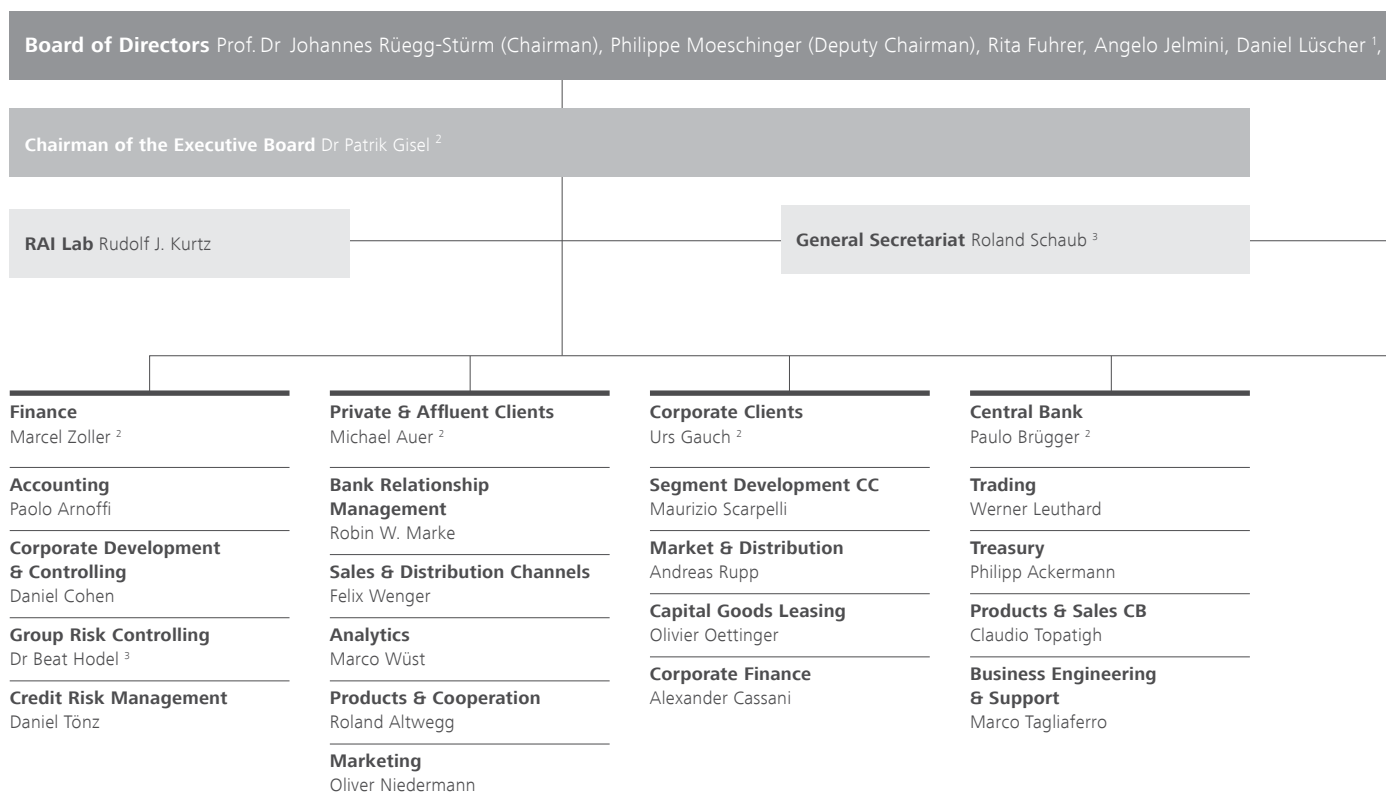 Board of Directors Prof. Dr Johannes Rüegg-Stürm (Chairman), Philippe Moeschinger (Deputy Chairman), Rita Fuhrer, Angelo Jelmini, Daniel Lüscher ¹,
Chairman of the Executive Board Dr Patrik Gisel ²
RAI Lab Rudolf J. Kurtz
General Secretariat Roland Schaub ³
Finance
Marcel Zoller ²
Accounting
Paolo Arnoffi
Corporate Development
& Controlling
Daniel Cohen
Group Risk Controlling
Dr Beat Hodel ³
Credit Risk Management
Daniel Tönz
Private & Affluent Clients
Michael Auer ²
Bank Relationship
Management
Robin W. Marke
Sales & Distribution Channels
Felix Wenger
Analytics
Marco Wüst
Products & Cooperation
Roland Altwegg
Marketing
Oliver Niedermann
Corporate Clients
Urs Gauch ²
Segment Development CC
Maurizio Scarpelli
Market & Distribution
Andreas Rupp
Capital Goods Leasing
Olivier Oettinger
Corporate Finance
Alexander Cassani
Central Bank
Paulo Brügger ²
Trading
Werner Leuthard
Treasury
Philipp Ackermann
Products & Sales CB
Claudio Topatigh
Business Engineering
& Support
Marco Tagliaferro